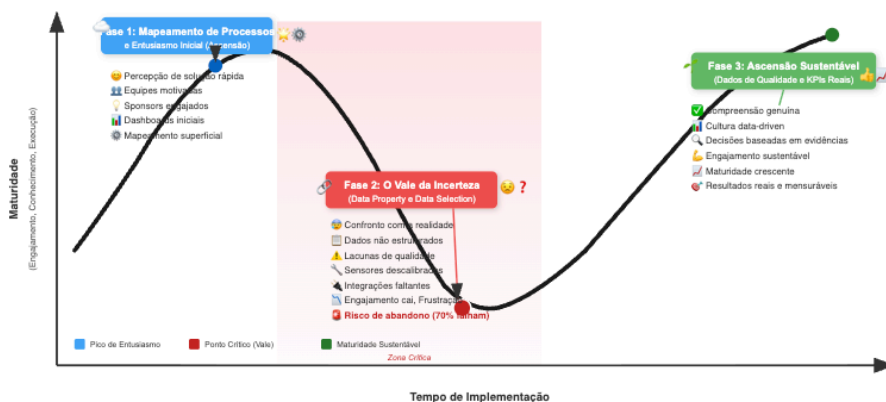 Fase 1: Mapeamento de Processos
e Entusiasmo Inicial (Ascensão)
Percepção de solução rápida
Equipes motivadas
Sponsors engajados
Dashboards iniciais
Mapeamento superficial
Fase 2: O Vale da Incerteza
(Data Property e Data Selection)
Confronto com a realidade
Dados não estruturados
Lacunas de qualidade
Sensores descalibrados
Integrações faltantes
Engajamento cai, Frustração
Risco de abandono (70% falham)
Fase 3: Ascensão Sustentável
(Dados de Qualidade e KPIs Reais)
Compreensão genuína
Cultura data-driven
Decisões baseadas em evidências
Engajamento sustentável
Maturidade crescente
Resultados reais e mensuráveis
Maturidade
(Engajamento, Conhecimento, Execução)
Pico de Entusiasmo
Ponto Crítico (Vale)
Maturidade Sustentável
Zona Crítica
Tempo de Implementação